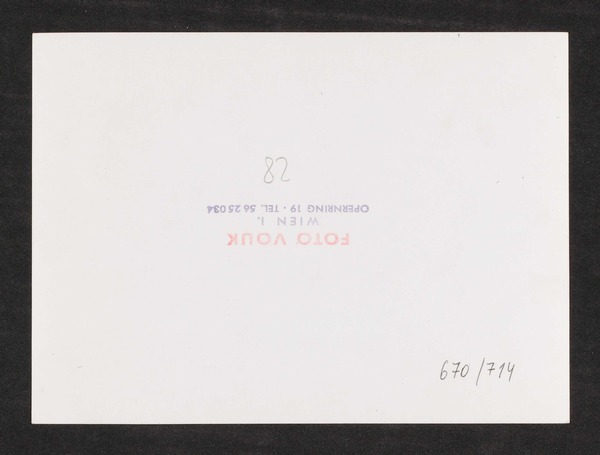 82
FOTO VOUK
WIEN I.
OPERNRING 19 · TEL. 56 25 034
670/714